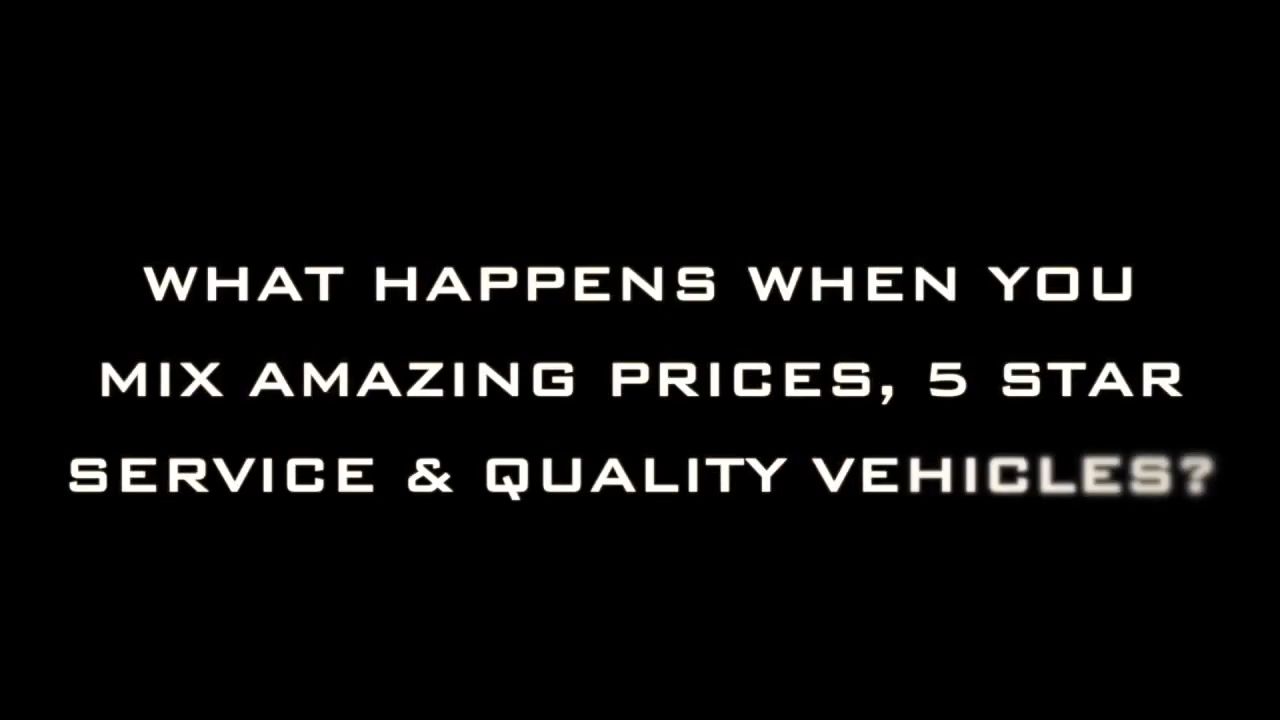 WHAT HAPPENS WHEN YOU
MIX AMAZING PRICES, 5 STAR
SERVICE & QUALITY VEHICLES?